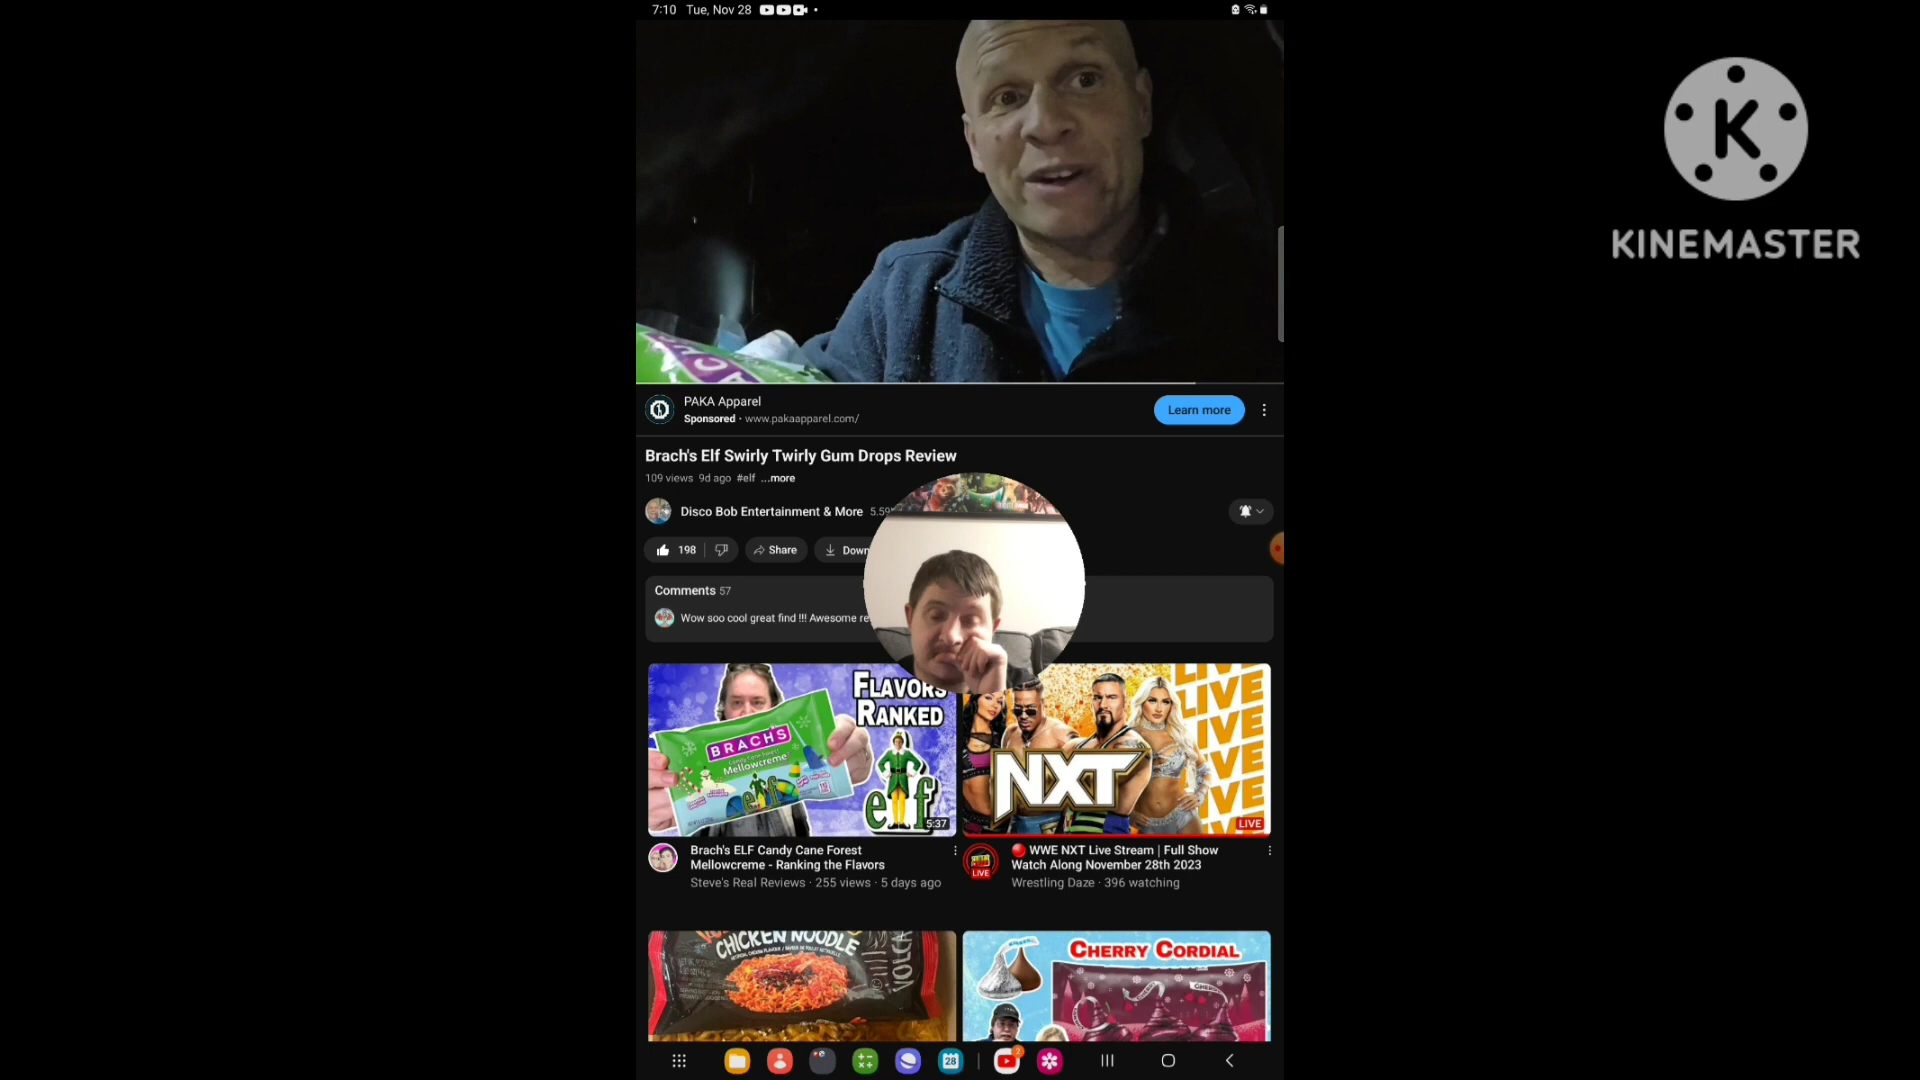 7:10 Tue, Nov 28
KINEMASTER
PAKA Apparel
Sponsored · www.pakaapparel.com/
Learn more
Brach's Elf Swirly Twirly Gum Drops Review
109 views 9d ago #elf ...more
Disco Bob Entertainment & More
198
Share
Comments 57
Wow soo cool great find !!! Awesome
FLAVORS
RANKED
BRACH'S
Mellowcreme
elf
5:37
NXT
LIVE
LIVE
LIVE
LIVE
LIVE
Brach's ELF Candy Cane Forest
Mellowcreme - Ranking the Flavors
Steve's Real Reviews · 255 views · 5 days ago
LIVE
WWE NXT Live Stream | Full Show
Watch Along November 28th 2023
Wrestling Daze · 396 watching
CHICKEN NOODLE
CHERRY CORDIAL
28
2